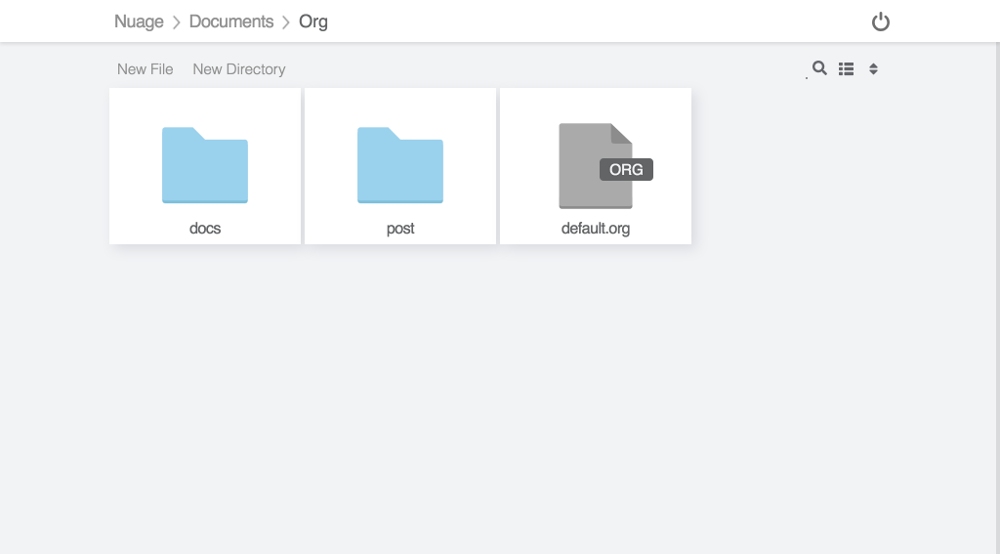 Nuage > Documents > Org
New File New Directory
ORG
docs post default.org